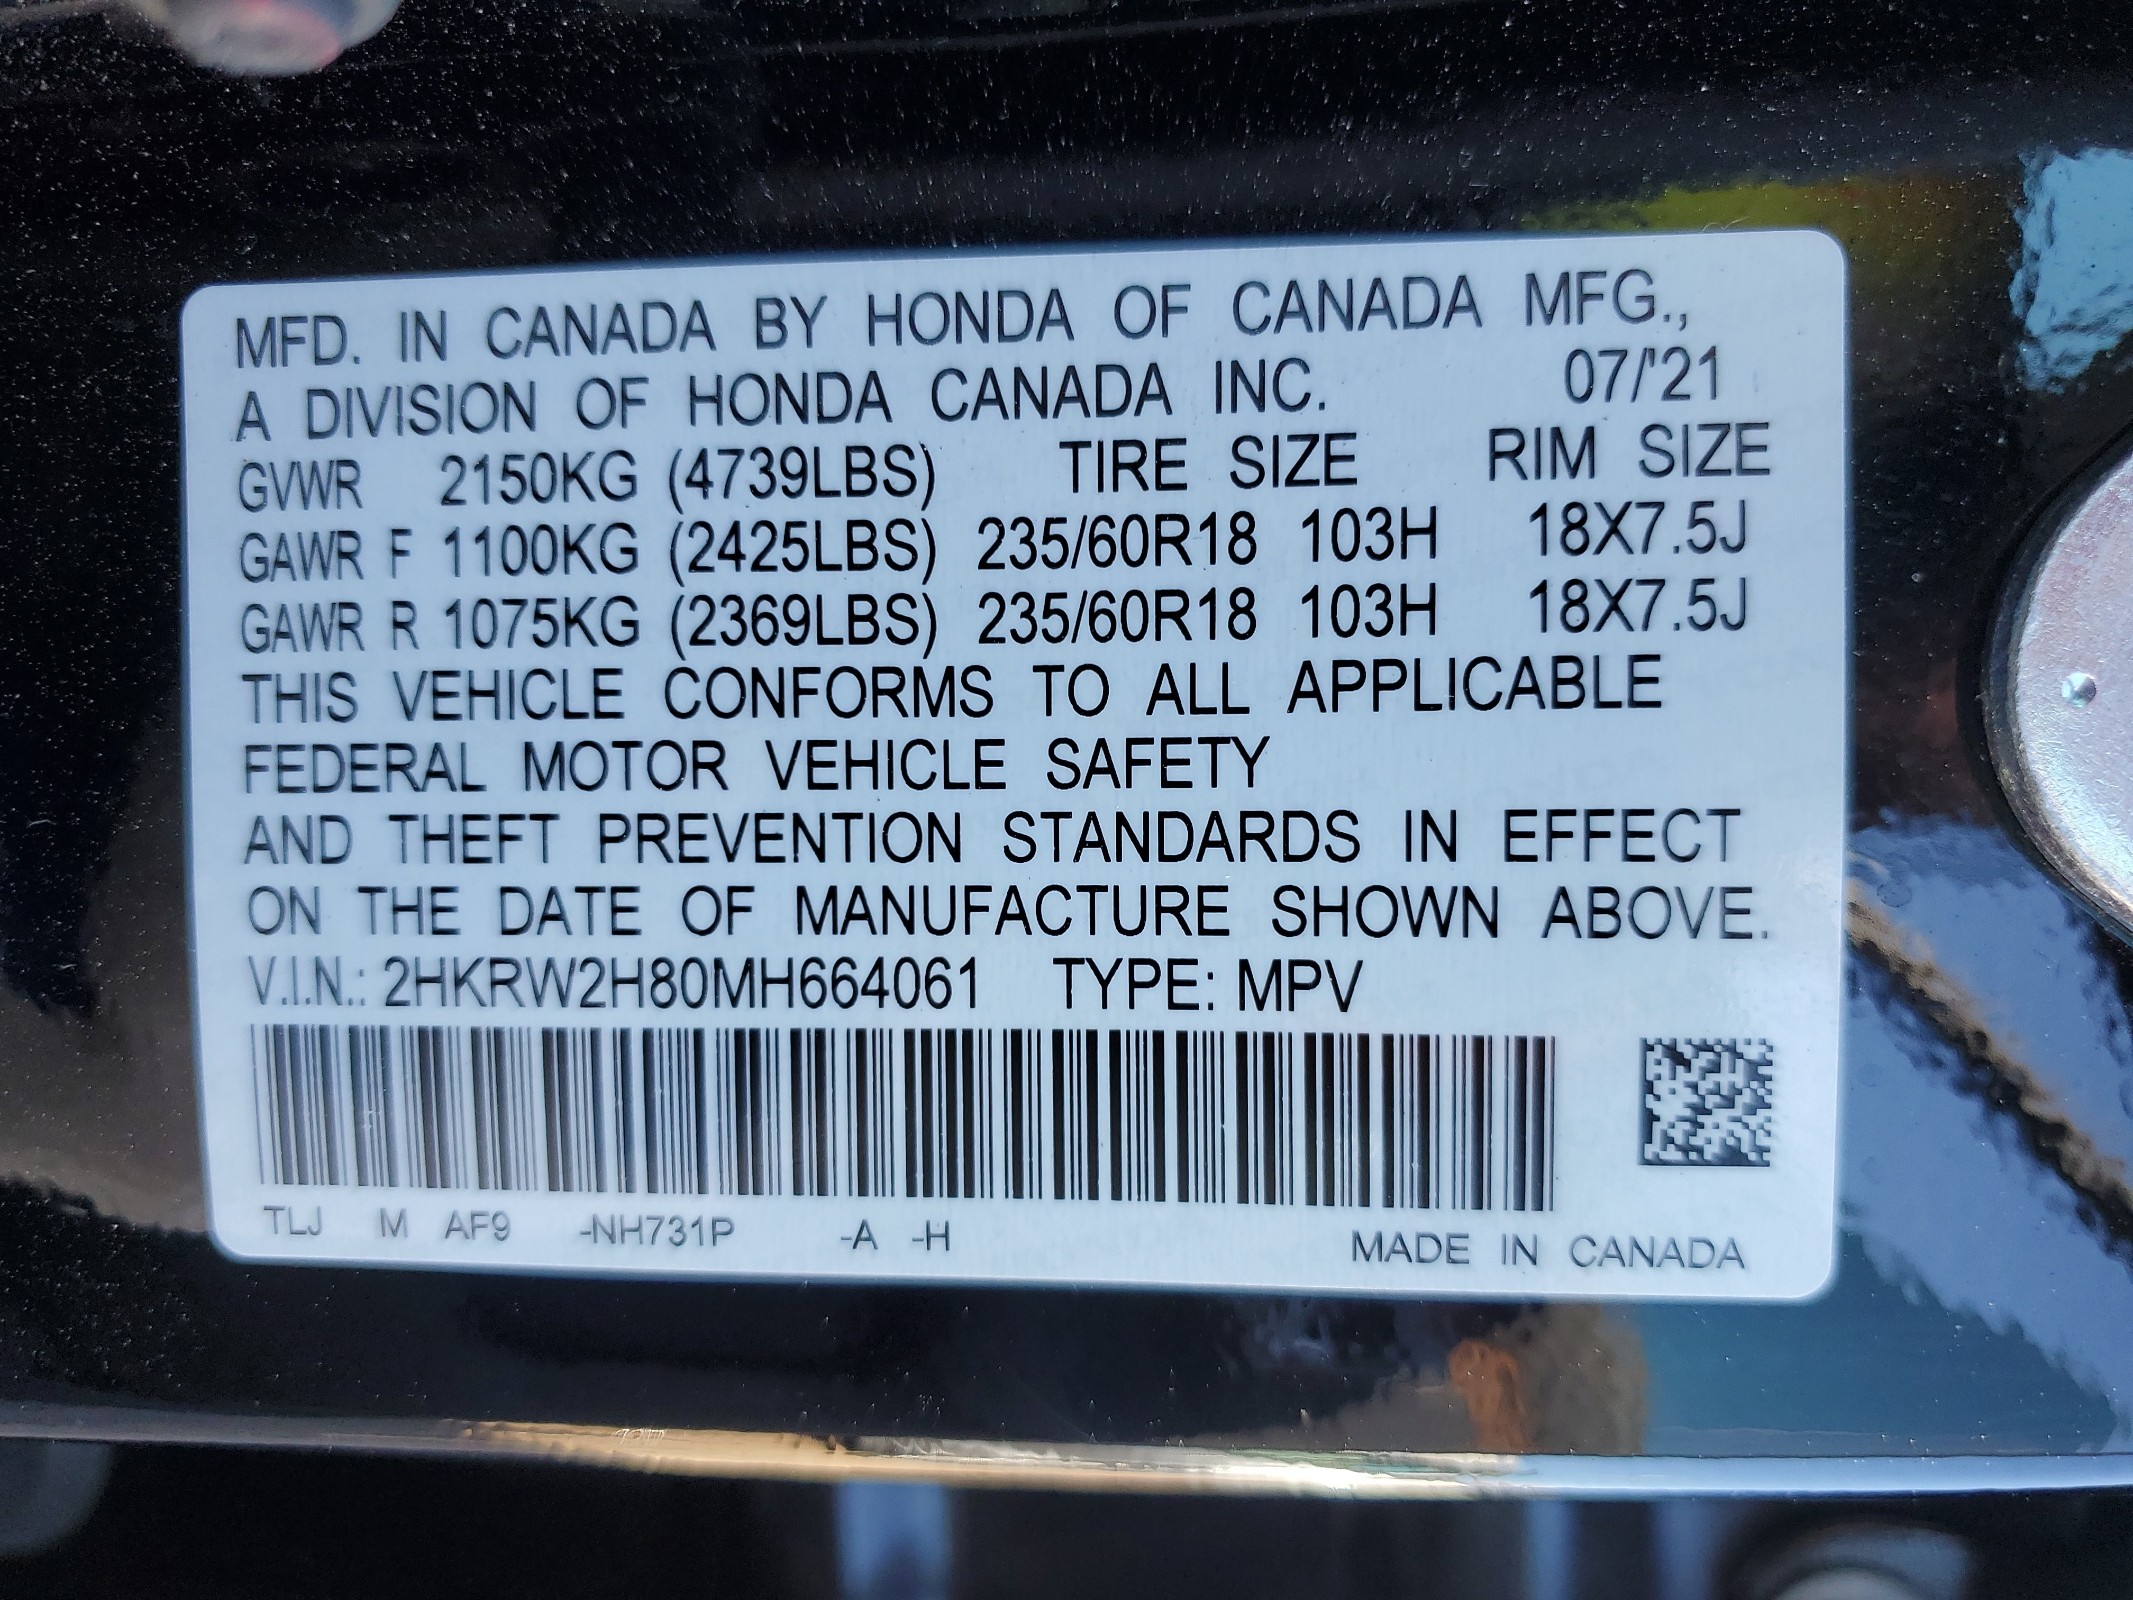 MFD. IN CANADA BY HONDA OF CANADA MFG.,
A DIVISION OF HONDA CANADA INC. 07/'21
GVWR 2150KG (4739LBS) TIRE SIZE RIM SIZE
GAWR F 1100KG (2425LBS) 235/60R18 103H 18X7.5J
GAWR R 1075KG (2369LBS) 235/60R18 103H 18X7.5J
THIS VEHICLE CONFORMS TO ALL APPLICABLE
FEDERAL MOTOR VEHICLE SAFETY
AND THEFT PREVENTION STANDARDS IN EFFECT
ON THE DATE OF MANUFACTURE SHOWN ABOVE.
V.I.N.: 2HKRW2H80MH664061 TYPE: MPV
TLJ M AF9 -NH731P -A -H MADE IN CANADA